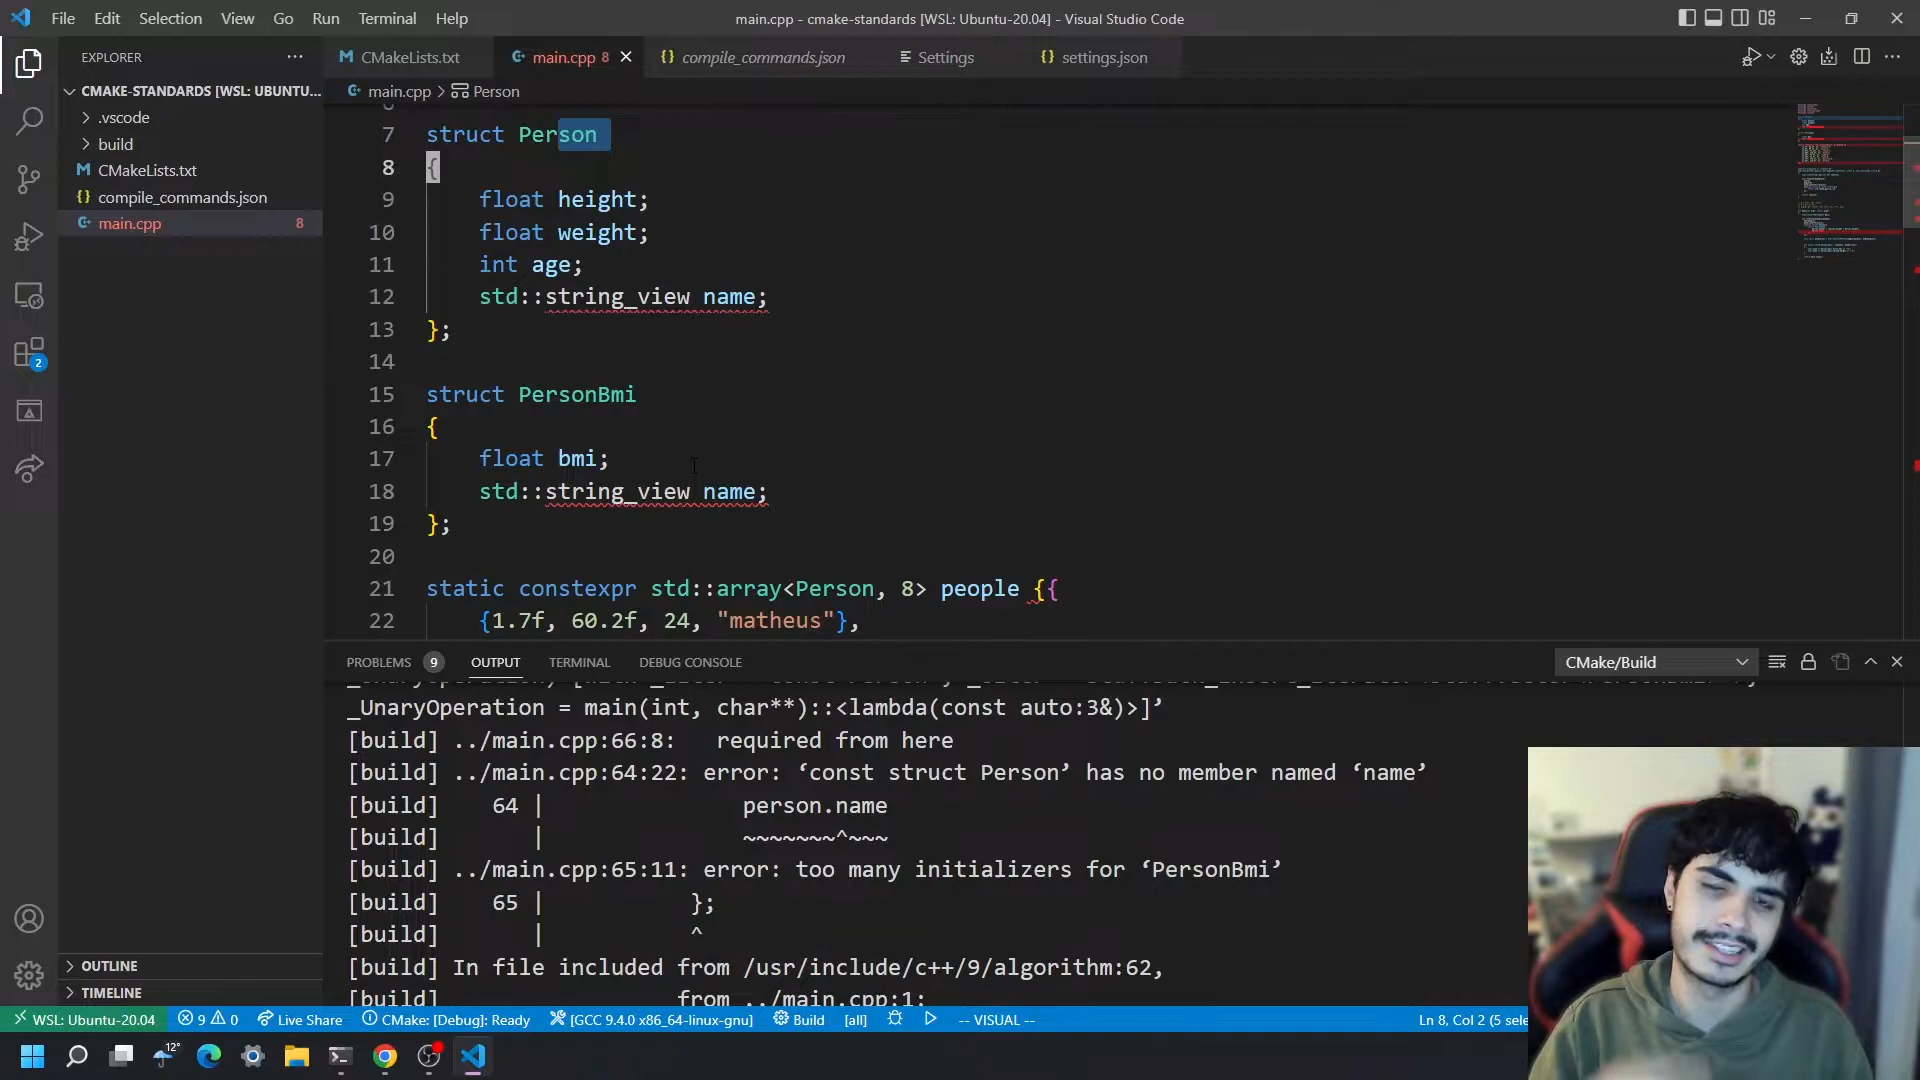 File Edit Selection View Go Run Terminal Help
main.cpp - cmake-standards [WSL: Ubuntu-20.04] - Visual Studio Code
EXPLORER
CMakeLists.txt
main.cpp 8
compile_commands.json
Settings
settings.json
CMAKE-STANDARDS [WSL: UBUNTU...
main.cpp > Person
.vscode
build
CMakeLists.txt
compile_commands.json
main.cpp 8
7 struct Person
8 {
9 float height;
10 float weight;
11 int age;
12 std::string_view name;
13 };
14
15 struct PersonBmi
16 {
17 float bmi;
18 std::string_view name;
19 };
20
21 static constexpr std::array<Person, 8> people {{
22 {1.7f, 60.2f, 24, "matheus"},
2
PROBLEMS 9 OUTPUT TERMINAL DEBUG CONSOLE
CMake/Build
_UnaryOperation = main(int, char**)::<lambda(const auto:3&)>]’
[build] ../main.cpp:66:8:   required from here
[build] ../main.cpp:64:22: error: ‘const struct Person’ has no member named ‘name’
[build] 64 | person.name
[build] | ~~~~~~~^~~~
[build] ../main.cpp:65:11: error: too many initializers for ‘PersonBmi’
[build] 65 | };
[build] | ^
[build] In file included from /usr/include/c++/9/algorithm:62,
[build] from ../main.cpp:1:
OUTLINE
TIMELINE
WSL: Ubuntu-20.04 9 0 Live Share CMake: [Debug]: Ready [GCC 9.4.0 x86_64-linux-gnu] Build [all] -- VISUAL -- Ln 8, Col 2 (5 sele
12°